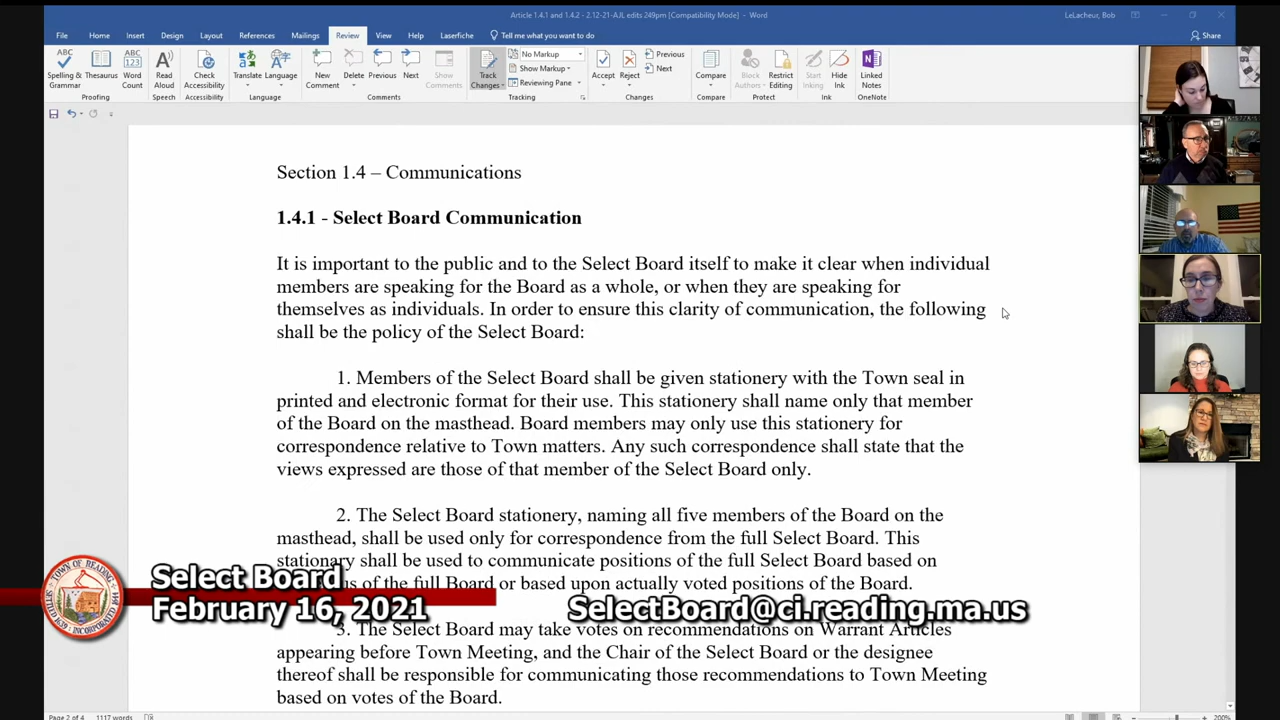 Article 1.4.1 and 1.4.2 - 2.12-21-AJL edits 249pm [Compatibility Mode] - Word
LeLacheur, Bob
File Home Insert Design Layout References Mailings Review View Help Laserfiche Tell me what you want to do
Share
Spelling & Grammar
Thesaurus
Word Count
Read Aloud
Check Accessibility
Translate
Language
New Comment
Delete
Previous
Next
Show Comments
Track Changes
No Markup
Show Markup
Reviewing Pane
Accept
Reject
Previous
Next
Compare
Block Authors
Restrict Editing
Start Inking
Hide Ink
Linked Notes
Proofing Speech Accessibility Language Comments Tracking Changes Compare Protect Ink OneNote
Section 1.4 – Communications
1.4.1 - Select Board Communication
It is important to the public and to the Select Board itself to make it clear when individual
members are speaking for the Board as a whole, or when they are speaking for
themselves as individuals. In order to ensure this clarity of communication, the following
shall be the policy of the Select Board:
1. Members of the Select Board shall be given stationery with the Town seal in
printed and electronic format for their use. This stationery shall name only that member
of the Board on the masthead. Board members may only use this stationery for
correspondence relative to Town matters. Any such correspondence shall state that the
views expressed are those of that member of the Select Board only.
2. The Select Board stationery, naming all five members of the Board on the
masthead, shall be used only for correspondence from the full Select Board. This
stationary shall be used to communicate positions of the full Select Board based on
of the full Board or based upon actually voted positions of the Board.
3. The Select Board may take votes on recommendations on Warrant Articles
appearing before Town Meeting, and the Chair of the Select Board or the designee
thereof shall be responsible for communicating those recommendations to Town Meeting
based on votes of the Board.
TOWN OF READING
SETTLED 1639 INCORPORATED 1644
Select Board
February 16, 2021
SelectBoard@ci.reading.ma.us
Page 2 of 4 1117 words
200%